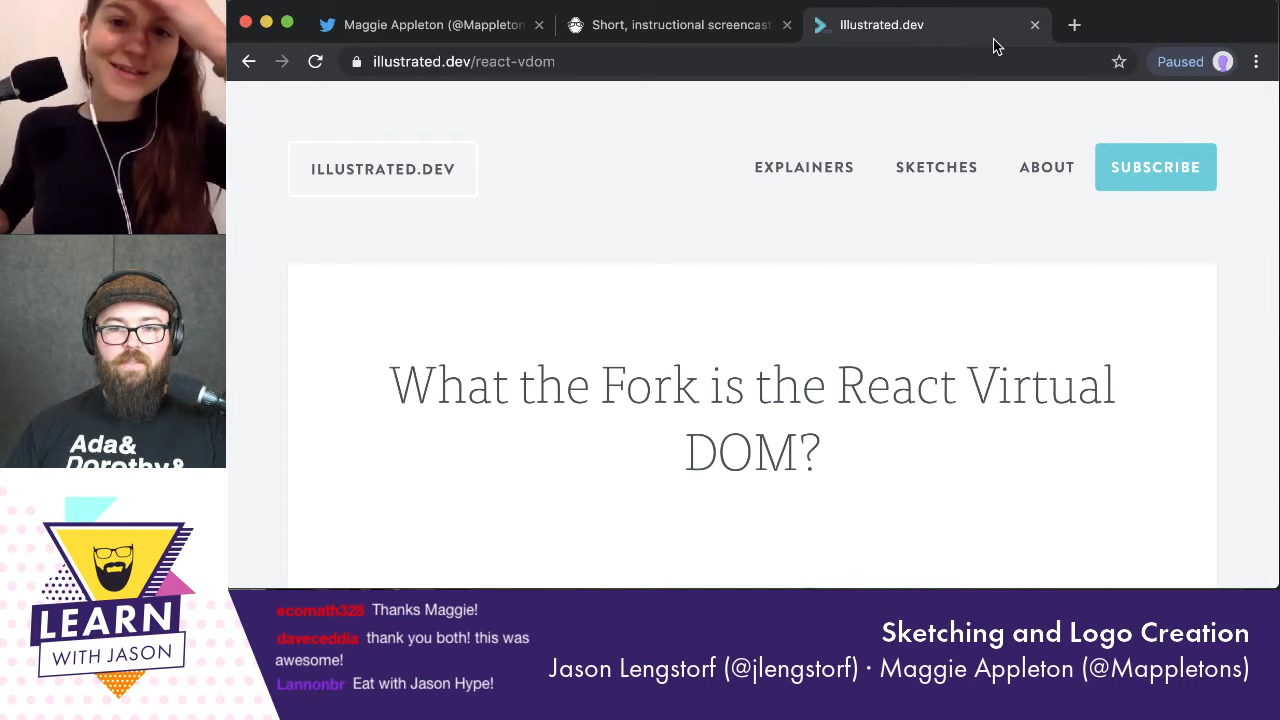 Maggie Appleton (@Mappleton
Short, instructional screencast
Illustrated.dev
illustrated.dev/react-vdom
Paused
ILLUSTRATED.DEV
EXPLAINERS
SKETCHES
ABOUT
SUBSCRIBE
What the Fork is the React Virtual
DOM?
Ada&
Dorothy&
LEARN
WITH JASON
ecomath328 Thanks Maggie!
daveceddia thank you both! this was
awesome!
Lannonbr Eat with Jason Hype!
Sketching and Logo Creation
Jason Lengstorf (@jlengstorf) · Maggie Appleton (@Mappletons)